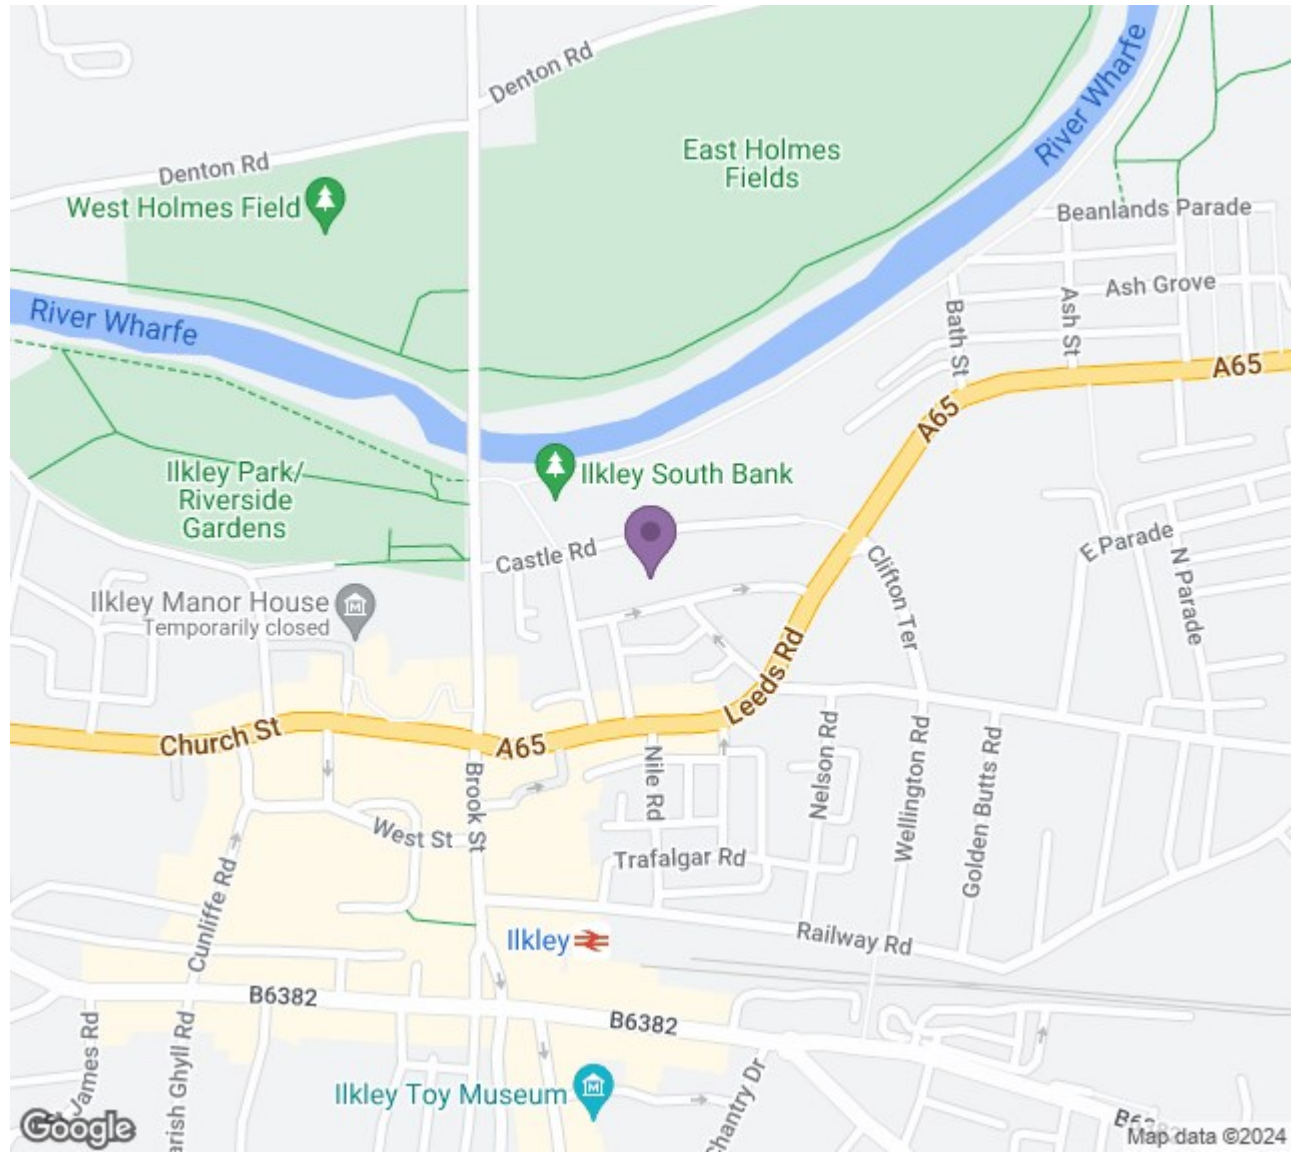 Denton Rd
Denton Rd
River Wharfe
East Holmes
Fields
West Holmes Field
Beanlands Parade
River Wharfe
Ash Grove
Bath St
Ash St
A65
A65
Ilkley Park/
Riverside
Gardens
Ilkley South Bank
Castle Rd
E Parade
N Parade
Clifton Ter
Ilkley Manor House
Temporarily closed
Leeds Rd
Church St
A65
Brook St
Nile Rd
Nelson Rd
Wellington Rd
Golden Butts Rd
West St
Trafalgar Rd
Cunliffe Rd
Ilkley
Railway Rd
B6382
B6382
James Rd
arish Ghyll Rd
Ilkley Toy Museum
Chantry Dr
Google
Map data ©2024